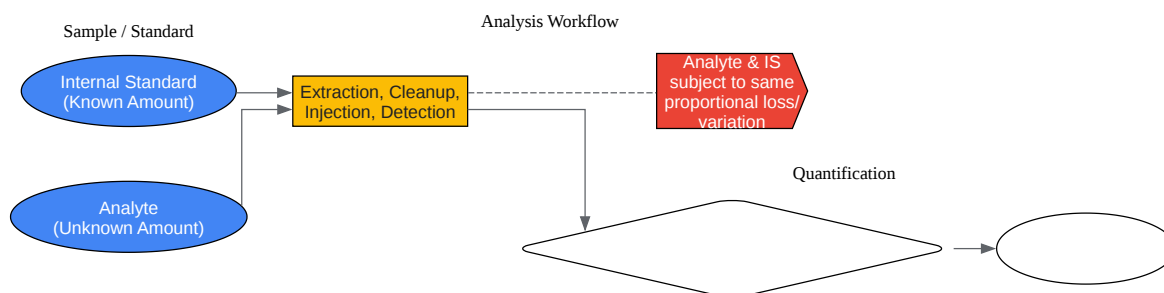 Analysis Workflow
Sample / Standard
Internal Standard
(Known Amount)
Extraction, Cleanup,
Injection, Detection
Analyte & IS
subject to same
proportional loss/
variation
Analyte
(Unknown Amount)
Quantification